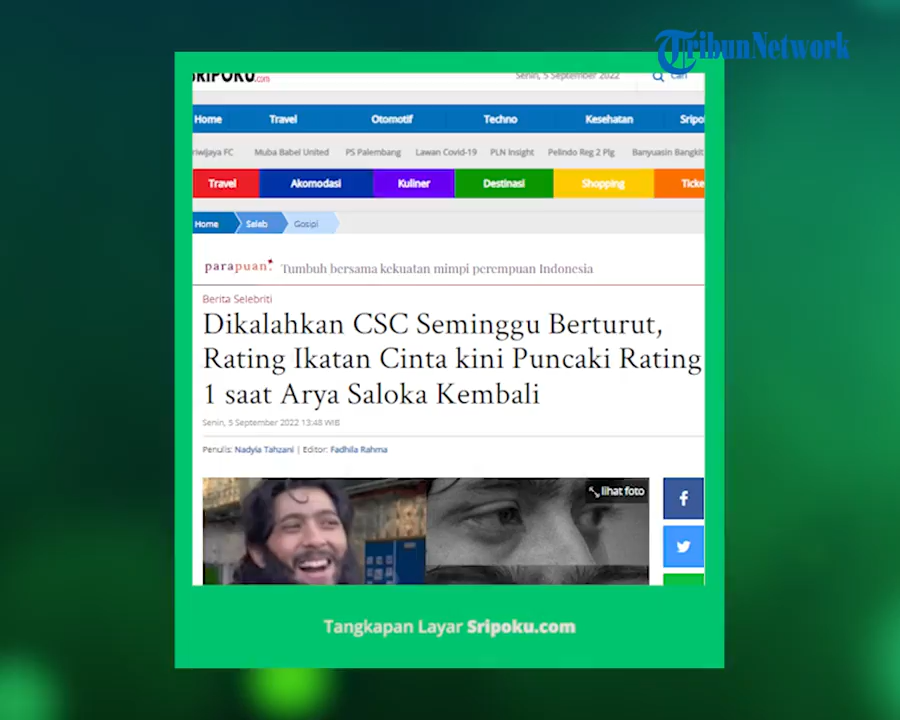 TribunNetwork
SRIPOKU.com
Senin, 5 September 2022
Cari
Home Travel Otomotif Techno Kesehatan Sripo
riwijaya FC Muba Babel United PS Palembang Lawan Covid-19 PLN Insight Pelindo Reg 2 Plg Banyuasin Bangkit
Travel Akomodasi Kuliner Destinasi Shopping Ticke
Home Seleb Gosipi
parapuan Tumbuh bersama kekuatan mimpi perempuan Indonesia
Berita Selebriti
Dikalahkan CSC Seminggu Berturut,
Rating Ikatan Cinta kini Puncaki Rating
1 saat Arya Saloka Kembali
Senin, 5 September 2022 13:48 WIB
Penulis: Nadyia Tahzani | Editor: Fadhila Rahma
lihat foto
Tangkapan Layar Sripoku.com